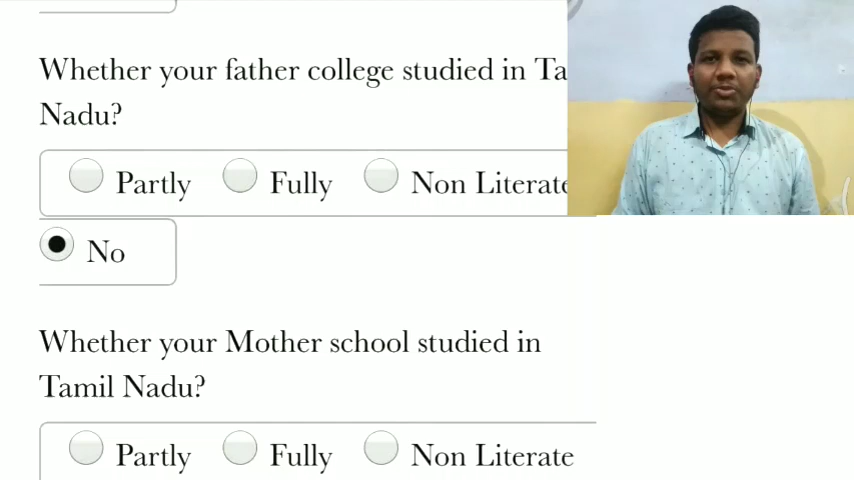 Whether your father college studied in Ta
Nadu?
Partly Fully Non Literate
No
Whether your Mother school studied in
Tamil Nadu?
Partly Fully Non Literate